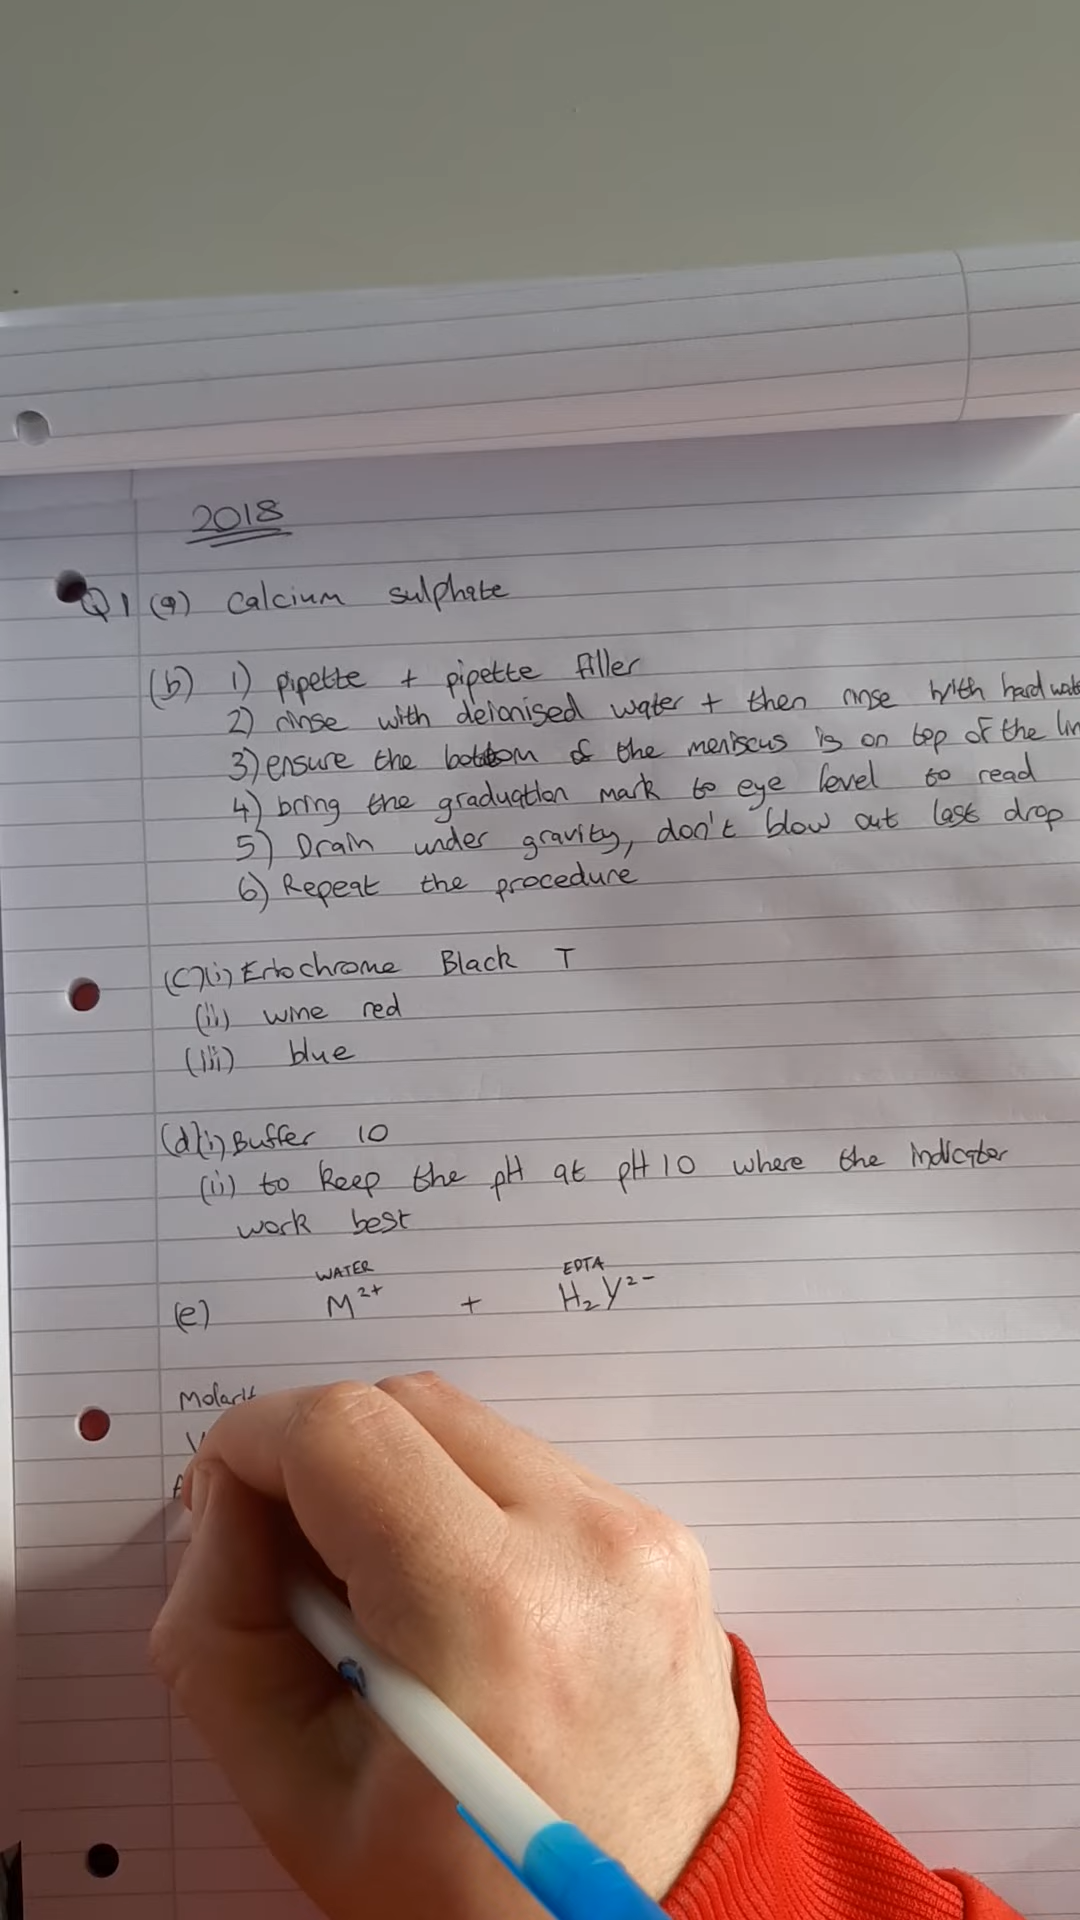 2018
Q1 (a) Calcium sulphate
(b) 1) pipette + pipette filler
2) rinse with deionised water + then rinse with hard wate
3) ensure the bottom of the meniscus is on top of the lin
4) bring the graduation mark to eye level to read
5) Drain under gravity, don't blow out last drop
6) Repeat the procedure
(c)(i) Eriochrome Black T
(ii) wine red
(iii) blue
(d)(i) Buffer 10
(ii) to keep the pH at pH 10 where the indicator
work best
WATER EDTA
(e) M²⁺ + H₂Y²⁻
Molarit
V